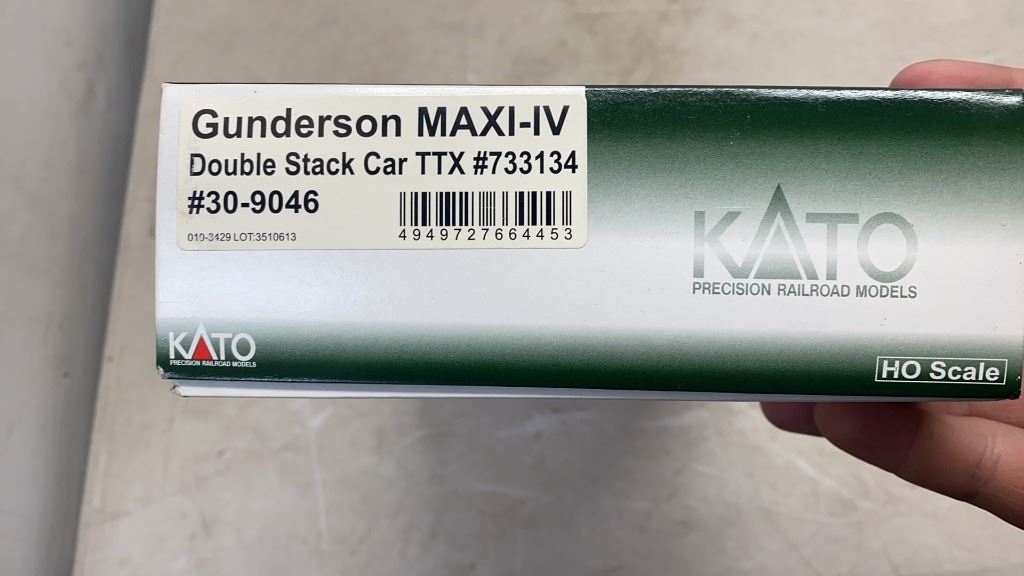 Gunderson MAXI-IV
Double Stack Car TTX #733134
#30-9046
010-3429 LOT:3510613
4949727664453
KATO
PRECISION RAILROAD MODELS
KATO
PRECISION RAILROAD MODELS
HO Scale